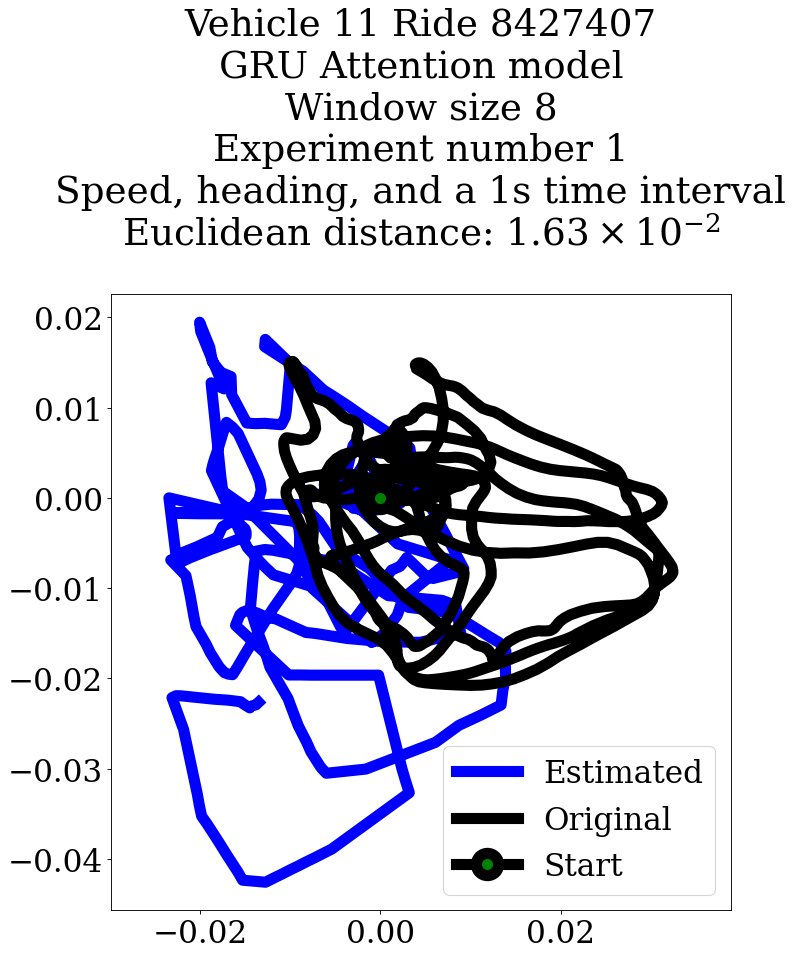 Vehicle 11 Ride 8427407
GRU Attention model
Window size 8
Experiment number 1
Speed, heading, and a 1s time interval
Euclidean distance: 1.63 × 10⁻²
0.02
0.01
0.00
−0.01
−0.02
−0.03
−0.04
Estimated
Original
Start
−0.02
0.00
0.02